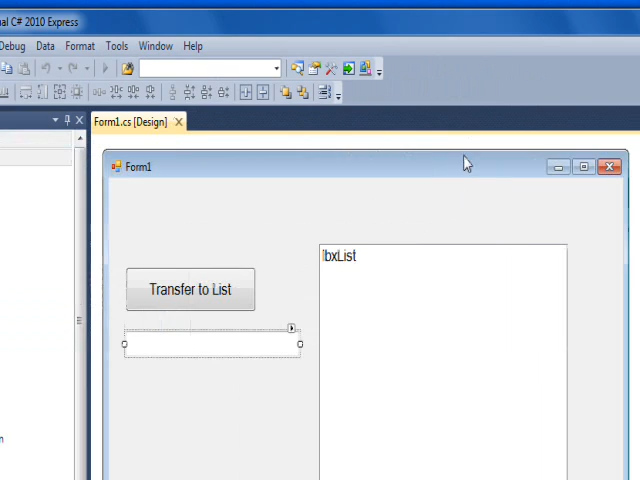 al C# 2010 Express
Debug Data Format Tools Window Help
Form1.cs [Design]
Form1
lbxList
Transfer to List